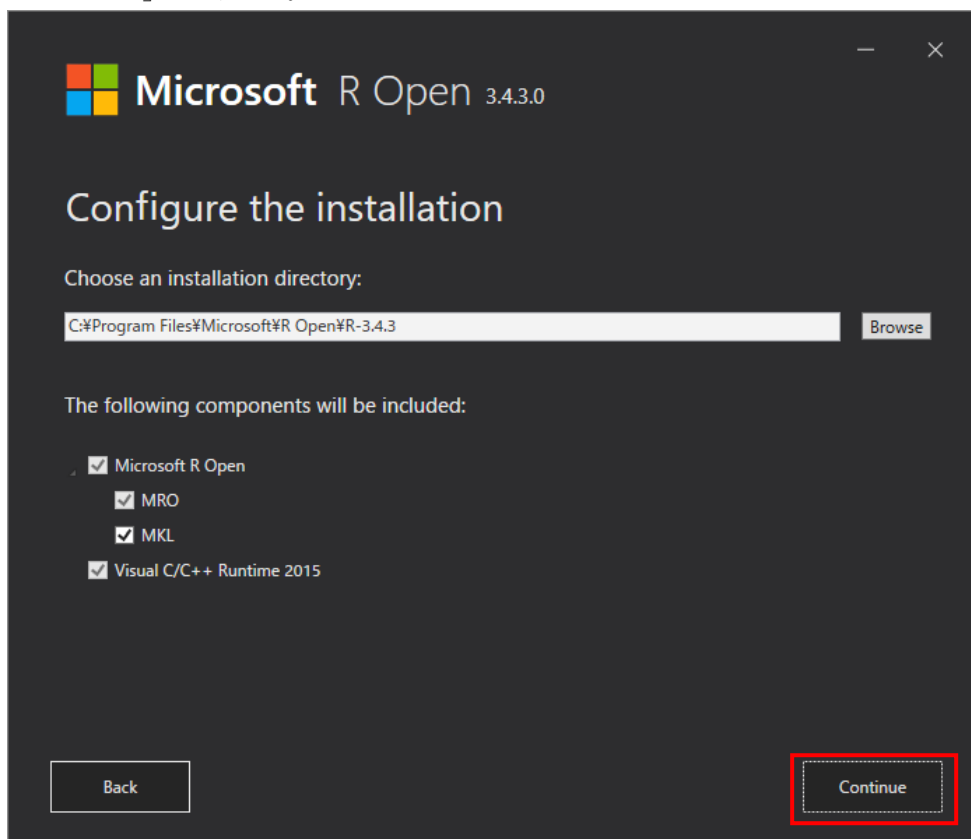 Microsoft R Open 3.4.3.0
Configure the installation
Choose an installation directory:
C:¥Program Files¥Microsoft¥R Open¥R-3.4.3
Browse
The following components will be included:
Microsoft R Open
MRO
MKL
Visual C/C++ Runtime 2015
Back
Continue